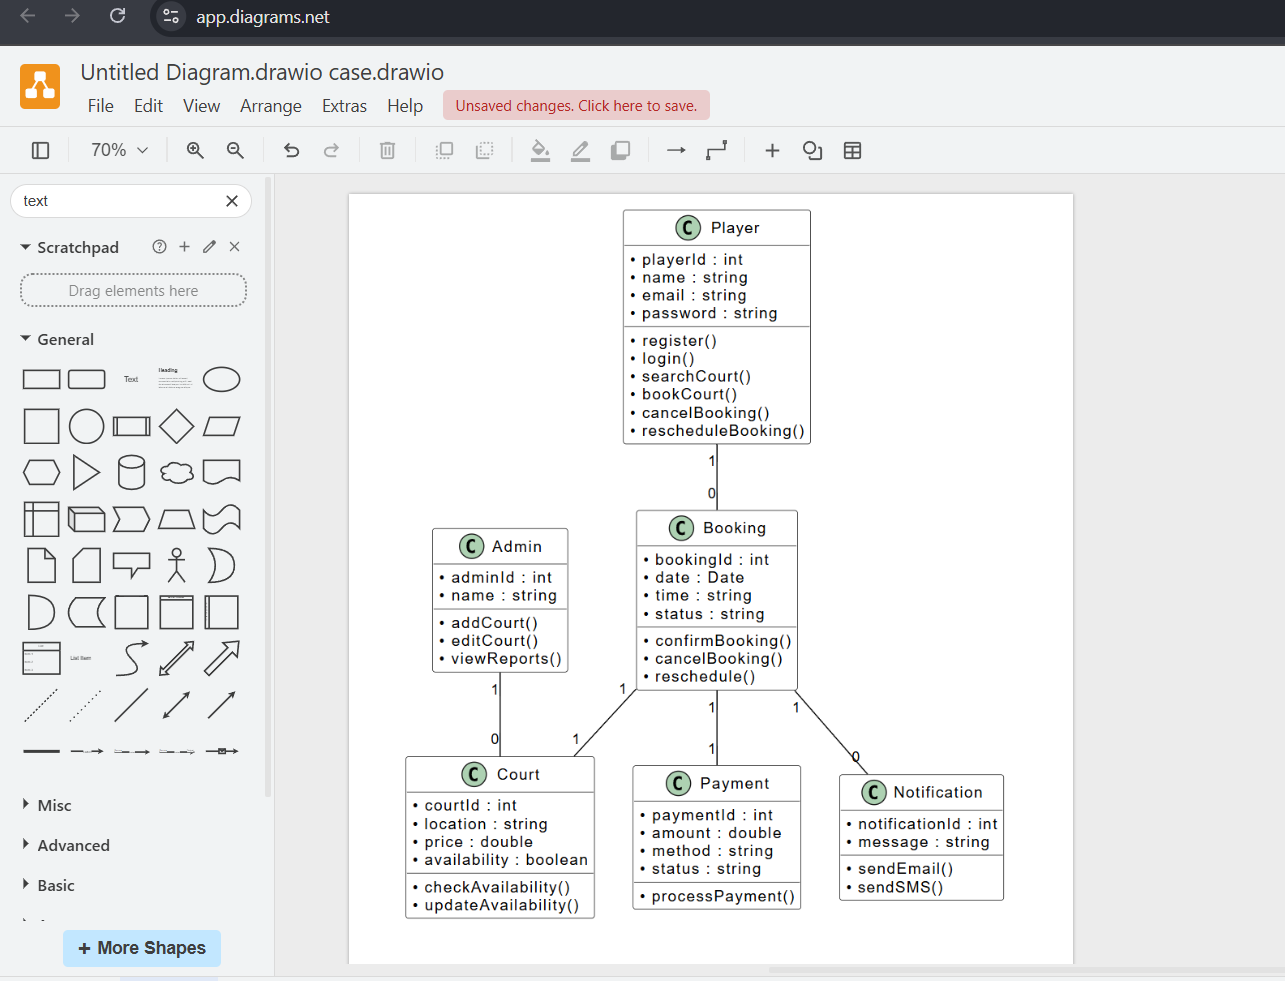 app.diagrams.net
Untitled Diagram.drawio case.drawio
File Edit View Arrange Extras Help Unsaved changes. Click here to save.
70%
text
Scratchpad
Drag elements here
General
Text
Heading
List Item
Misc
Advanced
Basic
+ More Shapes
C Player
• playerId : int
• name : string
• email : string
• password : string
• register()
• login()
• searchCourt()
• bookCourt()
• cancelBooking()
• rescheduleBooking()
1
0
C Booking
• bookingId : int
• date : Date
• time : string
• status : string
• confirmBooking()
• cancelBooking()
• reschedule()
C Admin
• adminId : int
• name : string
• addCourt()
• editCourt()
• viewReports()
1
0
1
1
1
1
1
0
C Court
• courtId : int
• location : string
• price : double
• availability : boolean
• checkAvailability()
• updateAvailability()
C Payment
• paymentId : int
• amount : double
• method : string
• status : string
• processPayment()
C Notification
• notificationId : int
• message : string
• sendEmail()
• sendSMS()